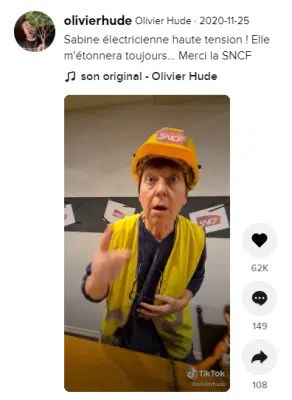 olivierhude Olivier Hude · 2020-11-25
Sabine électricienne haute tension ! Elle
m'étonnera toujours... Merci la SNCF
♫ son original - Olivier Hude
SNCF
SNCF
62K
149
108
TikTok
@olivierhude